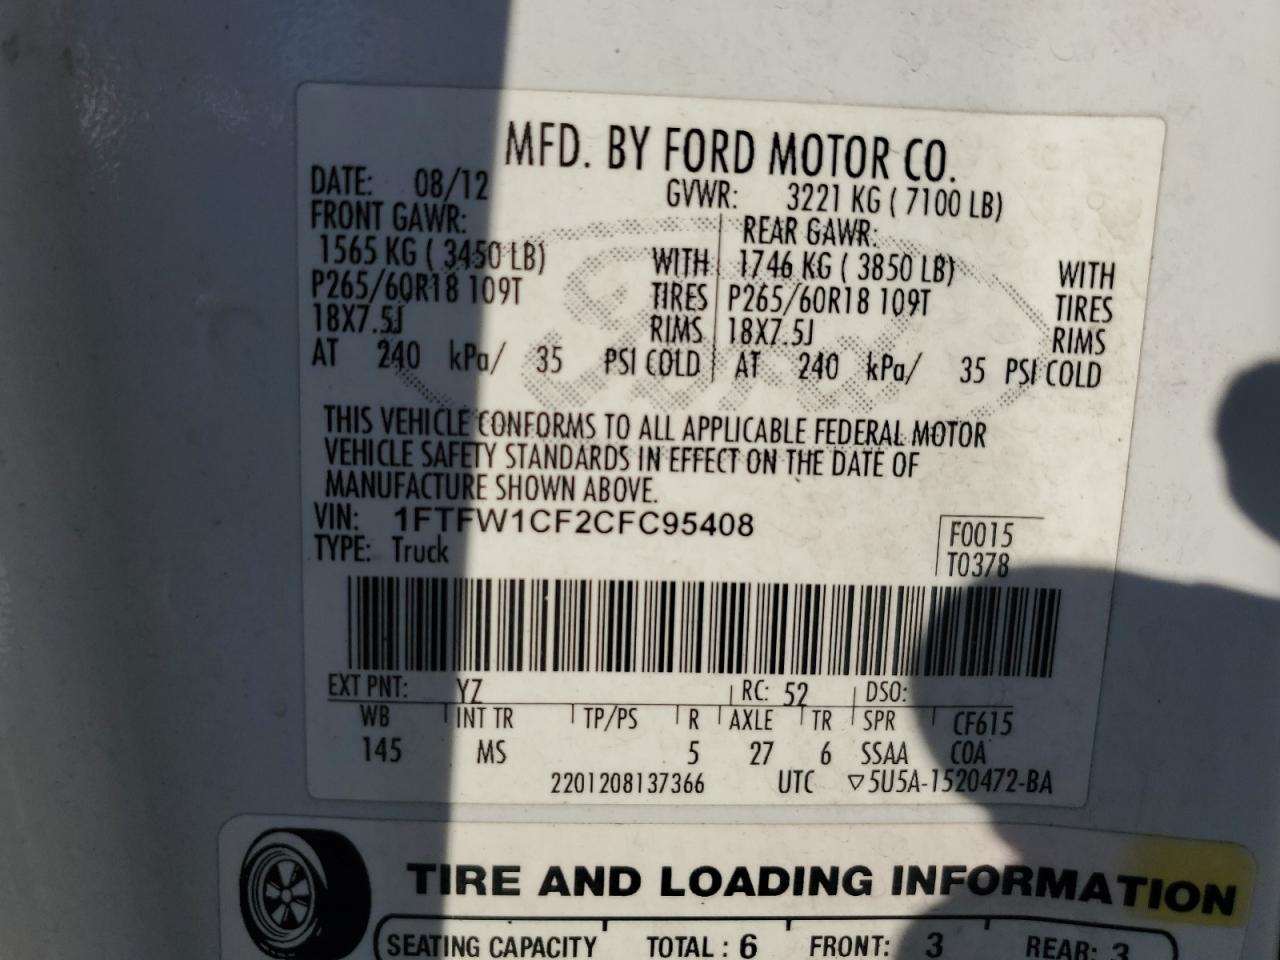 MFD. BY FORD MOTOR CO.
DATE: 08/12 GVWR: 3221 KG ( 7100 LB)
FRONT GAWR: REAR GAWR:
1565 KG ( 3450 LB) WITH 1746 KG ( 3850 LB) WITH
P265/60R18 109T TIRES P265/60R18 109T TIRES
18X7.5J RIMS 18X7.5J RIMS
AT 240 kPa/ 35 PSI COLD AT 240 kPa/ 35 PSI COLD
Ford
THIS VEHICLE CONFORMS TO ALL APPLICABLE FEDERAL MOTOR
VEHICLE SAFETY STANDARDS IN EFFECT ON THE DATE OF
MANUFACTURE SHOWN ABOVE.
VIN: 1FTFW1CF2CFC95408 F0015
TYPE: Truck T0378
EXT PNT: YZ RC: 52 DSO:
WB INT TR TP/PS R AXLE TR SPR CF615
145 MS 5 27 6 SSAA COA
2201208137366 UTC ▽5U5A-1520472-BA
TIRE AND LOADING INFORMATION
SEATING CAPACITY TOTAL : 6 FRONT: 3 REAR: 3